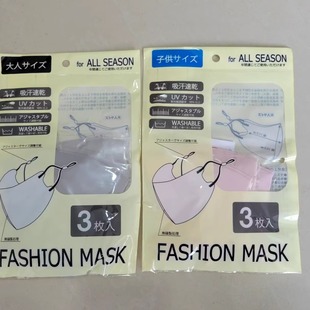 大人サイズ
for ALL SEASON
吸汗速乾
UVカット
アジャスタブル
WASHABLE
3枚入
FASHION MASK
子供サイズ
for ALL SEASON
吸汗速乾
UVカット
アジャスタブル
WASHABLE
3枚入
FASHION MASK